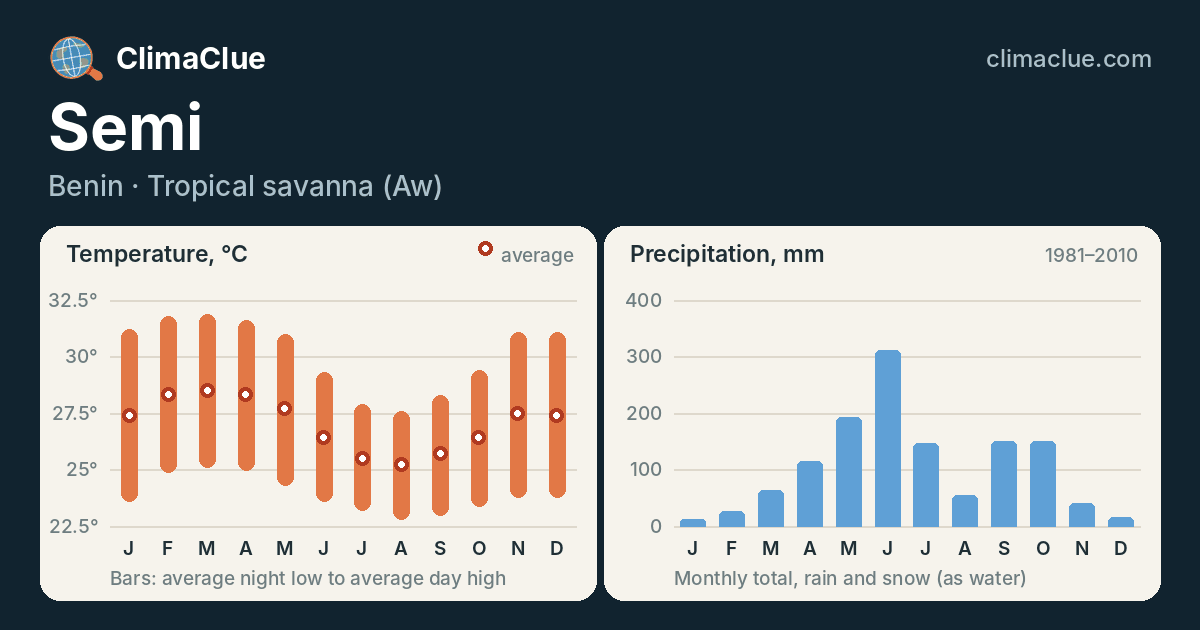 ClimaClue
climaclue.com
Semi
Benin · Tropical savanna (Aw)
Temperature, °C
average
32.5°
30°
27.5°
25°
22.5°
J F M A M J J A S O N D
Bars: average night low to average day high
Precipitation, mm
1981–2010
400
300
200
100
0
J F M A M J J A S O N D
Monthly total, rain and snow (as water)